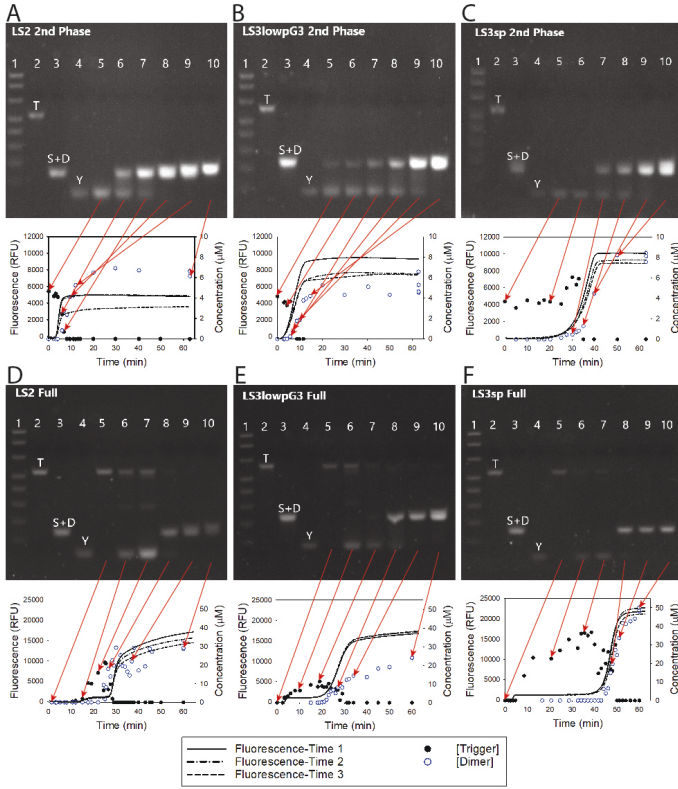 A
LS2 2nd Phase
1 2 3 4 5 6 7 8 9 10
T
S+D
Y
12000
10000
8000
6000
4000
2000
0
Fluorescence (RFU)
10
8
6
4
2
0
Concentration (µM)
0 10 20 30 40 50 60
Time (min)
B
LS3lowpG3 2nd Phase
1 2 3 4 5 6 7 8 9 10
T
S+D
Y
12000
10000
8000
6000
4000
2000
0
Fluorescence (RFU)
10
8
6
4
2
0
Concentration (µM)
0 10 20 30 40 50 60
Time (min)
C
LS3sp 2nd Phase
1 2 3 4 5 6 7 8 9 10
T
S+D
Y
12000
10000
8000
6000
4000
2000
0
Fluorescence (RFU)
10
8
6
4
2
0
Concentration (µM)
0 10 20 30 40 50 60
Time (min)
D
LS2 Full
1 2 3 4 5 6 7 8 9 10
T
S+D
Y
25000
20000
15000
10000
5000
0
Fluorescence (RFU)
50
40
30
20
10
0
Concentration (µM)
0 10 20 30 40 50 60
Time (min)
E
LS3lowpG3 Full
1 2 3 4 5 6 7 8 9 10
T
S+D
Y
25000
20000
15000
10000
5000
0
Fluorescence (RFU)
50
40
30
20
10
0
Concentration (µM)
0 10 20 30 40 50 60
Time (min)
F
LS3sp Full
1 2 3 4 5 6 7 8 9 10
T
S+D
Y
25000
20000
15000
10000
5000
0
Fluorescence (RFU)
50
40
30
20
10
0
Concentration (µM)
0 10 20 30 40 50 60
Time (min)
Fluorescence-Time 1
Fluorescence-Time 2
Fluorescence-Time 3
[Trigger]
[Dimer]